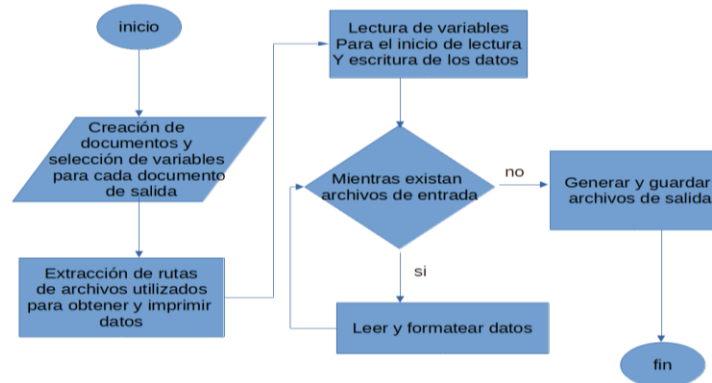 inicio
Creación de
documentos y
selección de variables
para cada documento
de salida
Extracción de rutas
de archivos utilizados
para obtener y imprimir
datos
Lectura de variables
Para el inicio de lectura
Y escritura de los datos
Mientras existan
archivos de entrada
no
si
Leer y formatear datos
Generar y guardar
archivos de salida
fin